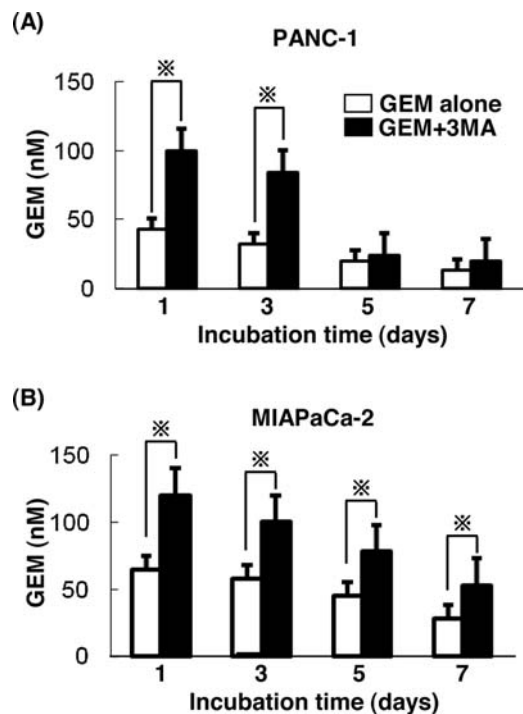 (A)
PANC-1
※
※
GEM alone
GEM+3MA
150
100
50
0
GEM (nM)
1 3 5 7
Incubation time (days)
(B)
MIAPaCa-2
※
※
※
※
150
100
50
0
GEM (nM)
1 3 5 7
Incubation time (days)